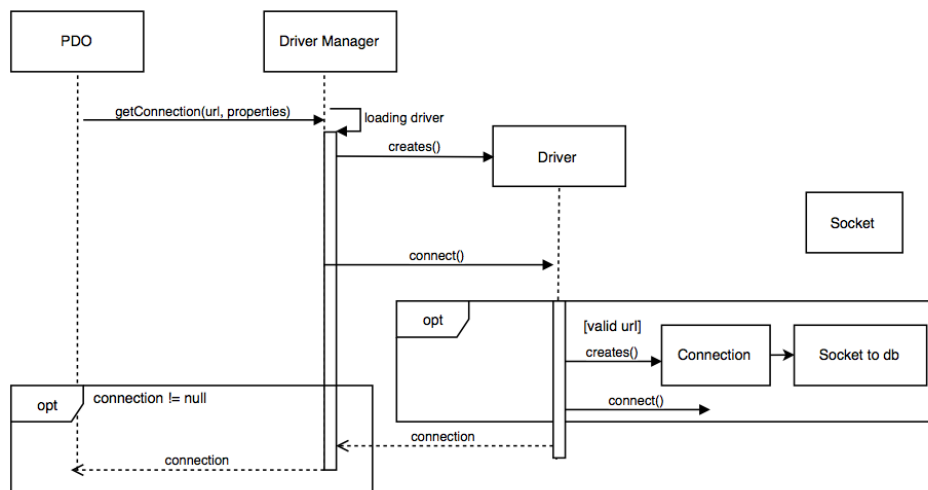 PDO
Driver Manager
getConnection(url, properties)
loading driver
creates()
Driver
Socket
connect()
opt
[valid url]
creates()
Connection
Socket to db
opt
connection != null
connect()
connection
connection